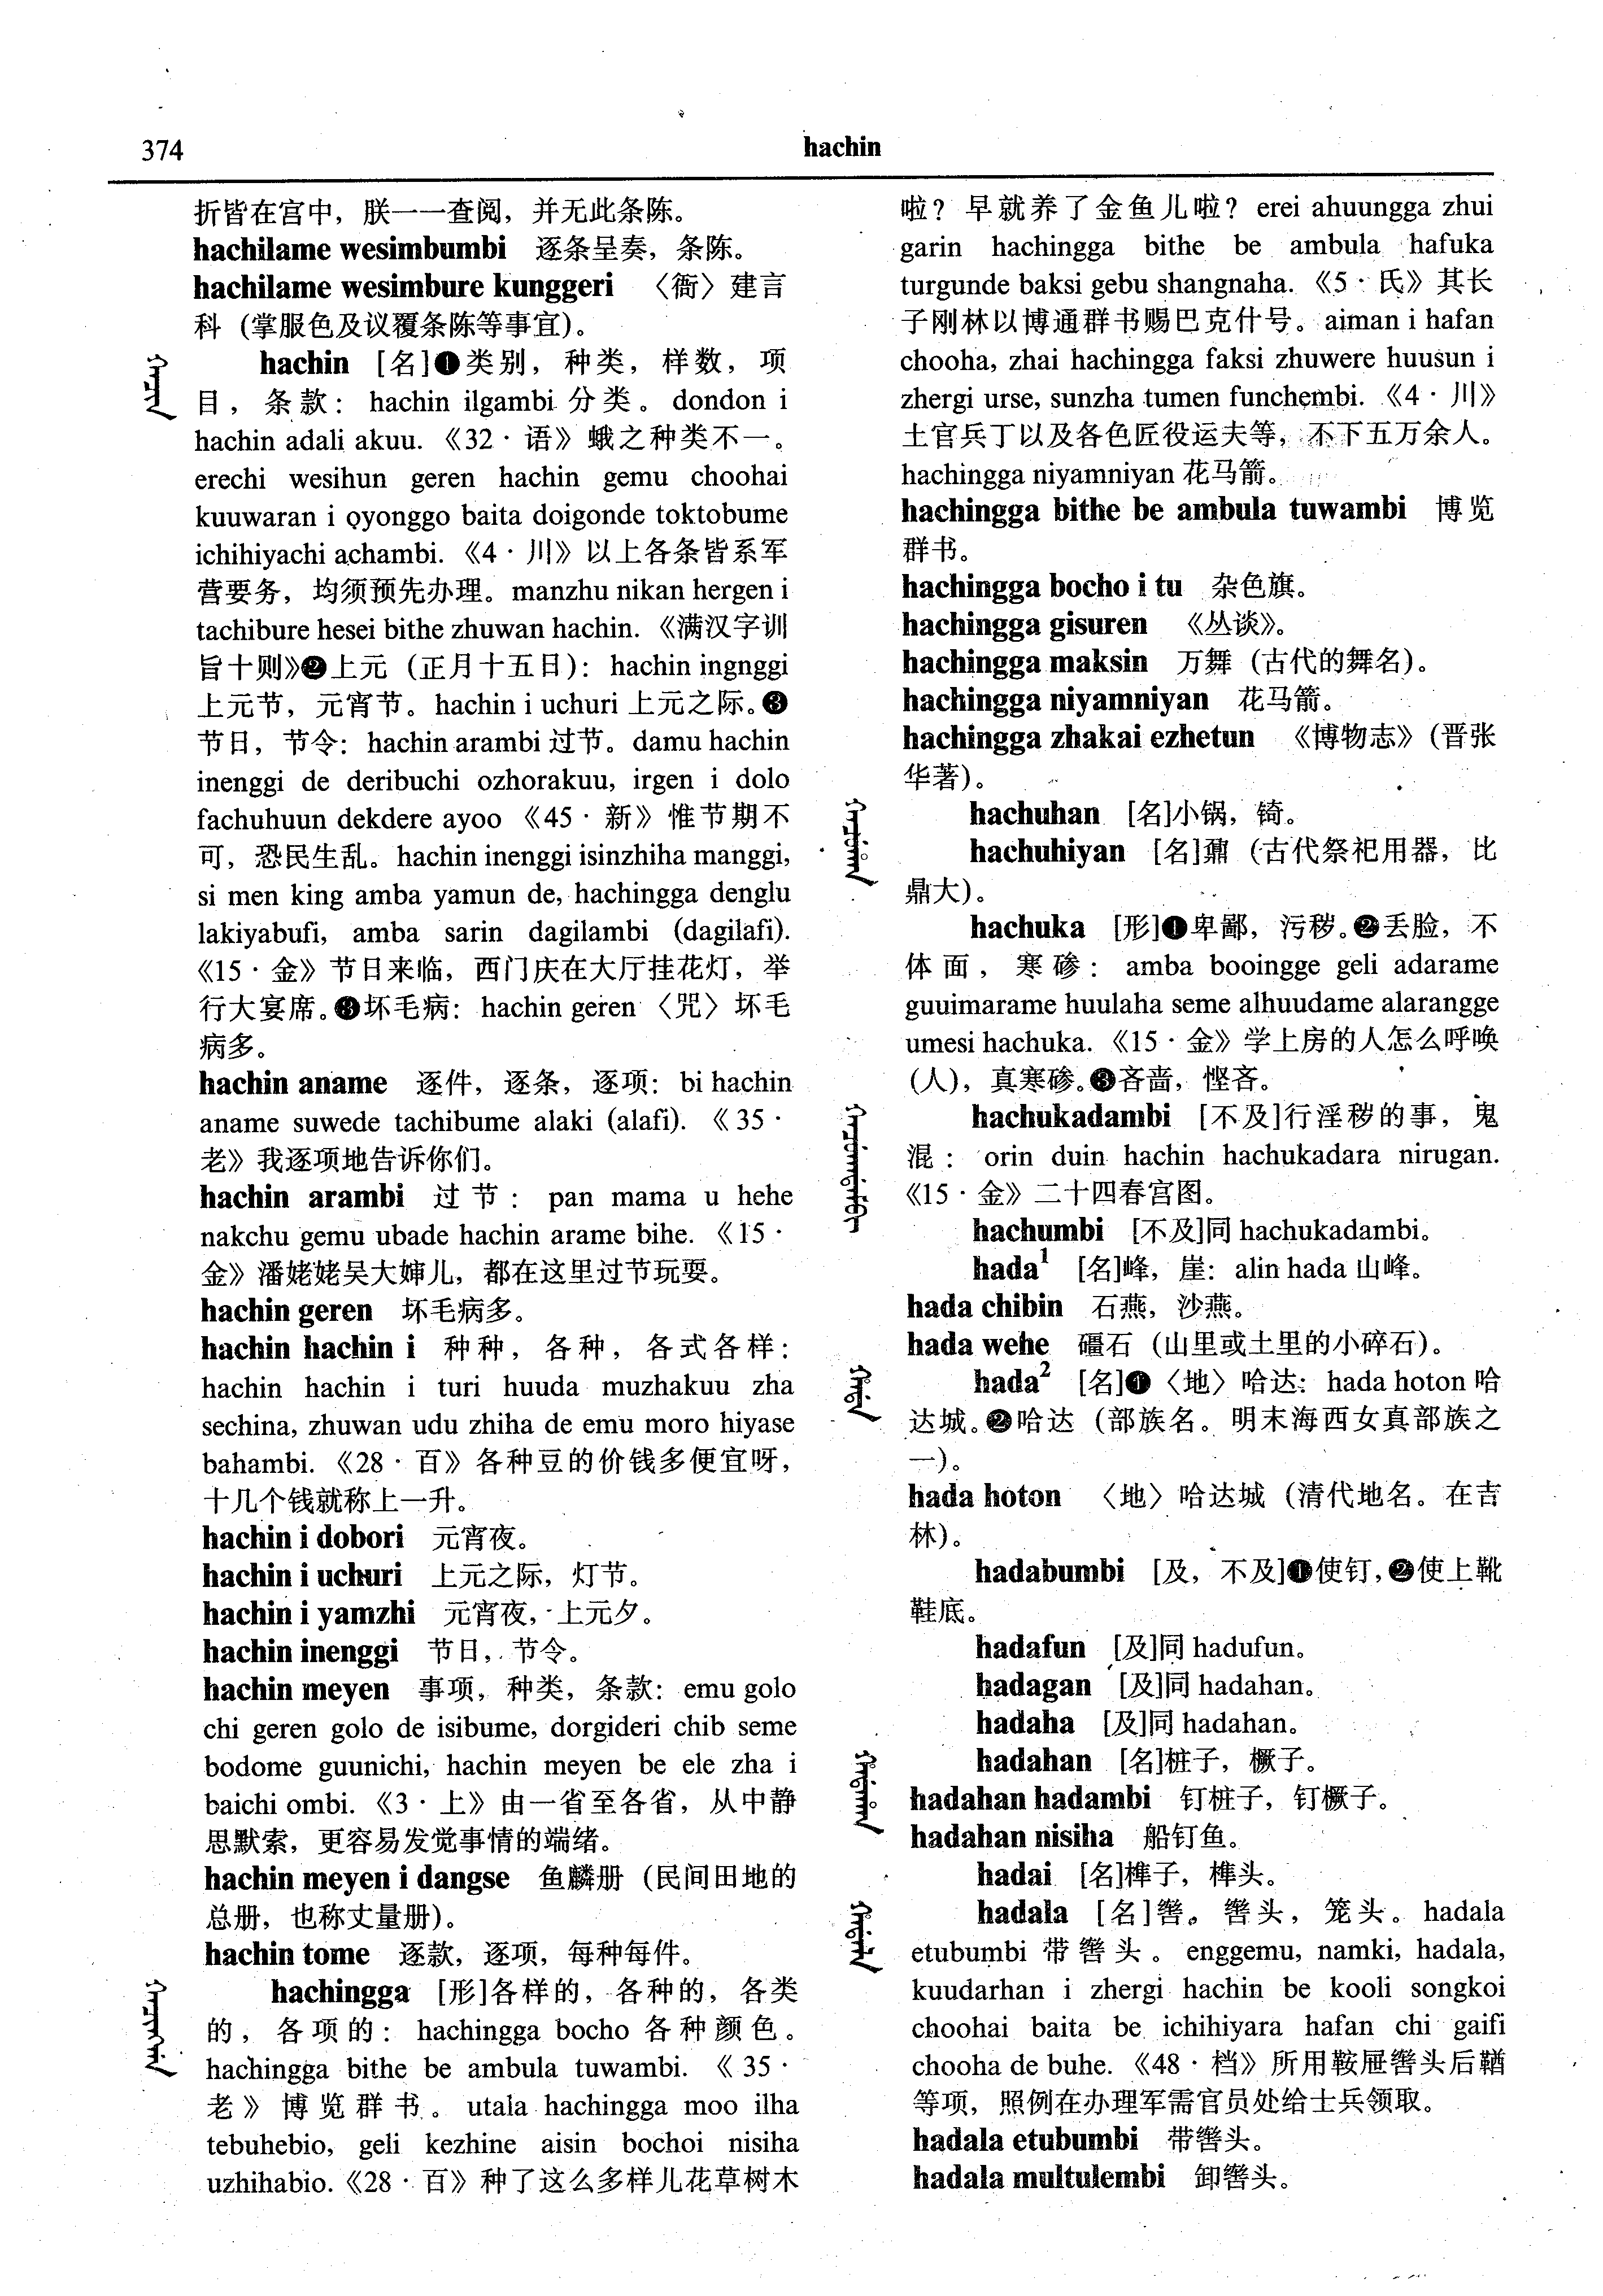 374
hachin
折皆在宫中，朕一一查阅，并无此条陈。
hachilame wesimbumbi 逐条呈奏，条陈。
hachilame wesimbure kunggeri 〈衙〉建言
科（掌服色及议覆条陈等事宜）。
hachin [名]❶类别，种类，样数，项
目，条款：hachin ilgambi 分类。dondon i
hachin adali akuu.《32·语》蛾之种类不一。
erechi wesihun geren hachin gemu choohai
kuuwaran i oyonggo baita doigonde toktobume
ichihiyachi achambi.《4·川》以上各条皆系军
营要务，均须预先办理。manzhu nikan hergen i
tachibure hesei bithe zhuwan hachin.《满汉字训
旨十则》❷上元（正月十五日）：hachin ingnggi
上元节，元宵节。hachin i uchuri 上元之际。❸
节日，节令：hachin arambi 过节。damu hachin
inenggi de deribuchi ozhorakuu, irgen i dolo
fachuhuun dekdere ayoo《45·新》惟节期不
可，恐民生乱。hachin inenggi isinzhiha manggi,
si men king amba yamun de, hachingga denglu
lakiyabufi, amba sarin dagilambi (dagilafi).
《15·金》节日来临，西门庆在大厅挂花灯，举
行大宴席。❸坏毛病：hachin geren〈咒〉坏毛
病多。
hachin aname 逐件，逐条，逐项：bi hachin
aname suwede tachibume alaki (alafi).《35·
老》我逐项地告诉你们。
hachin arambi 过节：pan mama u hehe
nakchu gemu ubade hachin arame bihe.《15·
金》潘姥姥吴大婶儿，都在这里过节玩耍。
hachin geren 坏毛病多。
hachin hachin i 种种，各种，各式各样：
hachin hachin i turi huuda muzhakuu zha
sechina, zhuwan udu zhiha de emu moro hiyase
bahambi.《28·百》各种豆的价钱多便宜呀，
十几个钱就称上一升。
hachin i dobori 元宵夜。
hachin i uchuri 上元之际，灯节。
hachin i yamzhi 元宵夜，上元夕。
hachin inenggi 节日，节令。
hachin meyen 事项，种类，条款：emu golo
chi geren golo de isibume, dorgideri chib seme
bodome guunichi, hachin meyen be ele zha i
baichi ombi.《3·上》由一省至各省，从中静
思默索，更容易发觉事情的端绪。
hachin meyen i dangse 鱼麟册（民间田地的
总册，也称丈量册）。
hachin tome 逐款，逐项，每种每件。
hachingga [形]各样的，各种的，各类
的，各项的：hachingga bocho 各种颜色。
hachingga bithe be ambula tuwambi.《35·
老》博览群书。utala hachingga moo ilha
tebuhebio, geli kezhine aisin bochoi nisiha
uzhihabio.《28·百》种了这么多样儿花草树木
啦？早就养了金鱼儿啦？erei ahuungga zhui
garin hachingga bithe be ambula hafuka
turgunde baksi gebu shangnaha.《5·氏》其长
子刚林以博通群书赐巴克什号。aiman i hafan
chooha, zhai hachingga faksi zhuwere huusun i
zhergi urse, sunzha tumen funchembi.《4·川》
土官兵丁以及各色匠役运夫等，不下五万余人。
hachingga niyamniyan 花马箭。
hachingga bithe be ambula tuwambi 博览
群书。
hachingga bocho i tu 杂色旗。
hachingga gisuren 《丛谈》。
hachingga maksin 万舞（古代的舞名）。
hachingga niyamniyan 花马箭。
hachingga zhakai ezhetun 《博物志》（晋张
华著）。
hachuhan [名]小锅，锜。
hachuhiyan [名]鼐（古代祭祀用器，比
鼎大）。
hachuka [形]❶卑鄙，污秽。❷丢脸，不
体面，寒碜：amba booingge geli adarame
guuimarame huulaha seme alhuudame alarangge
umesi hachuka.《15·金》学上房的人怎么呼唤
（人），真寒碜。❸吝啬，悭吝。
hachukadambi [不及]行淫秽的事，鬼
混：orin duin hachin hachukadara nirugan.
《15·金》二十四春宫图。
hachumbi [不及]同 hachukadambi。
hada¹ [名]峰，崖：alin hada 山峰。
hada chibin 石燕，沙燕。
hada wehe 礓石（山里或土里的小碎石）。
hada² [名]❶〈地〉哈达：hada hoton 哈
达城。❷哈达（部族名。明末海西女真部族之
一）。
hada hoton 〈地〉哈达城（清代地名。在吉
林）。
hadabumbi [及，不及]❶使钉，❷使上靴
鞋底。
hadafun [及]同 hadufun。
hadagan [及]同 hadahan。
hadaha [及]同 hadahan。
hadahan [名]桩子，橛子。
hadahan hadambi 钉桩子，钉橛子。
hadahan nisiha 船钉鱼。
hadai [名]榫子，榫头。
hadala [名]辔。辔头，笼头。hadala
etubumbi 带辔头。enggemu, namki, hadala,
kuudarhan i zhergi hachin be kooli songkoi
choohai baita be ichihiyara hafan chi gaifi
chooha de buhe.《48·档》所用鞍屉辔头后鞧
等项，照例在办理军需官员处给士兵领取。
hadala etubumbi 带辔头。
hadala multulembi 卸辔头。